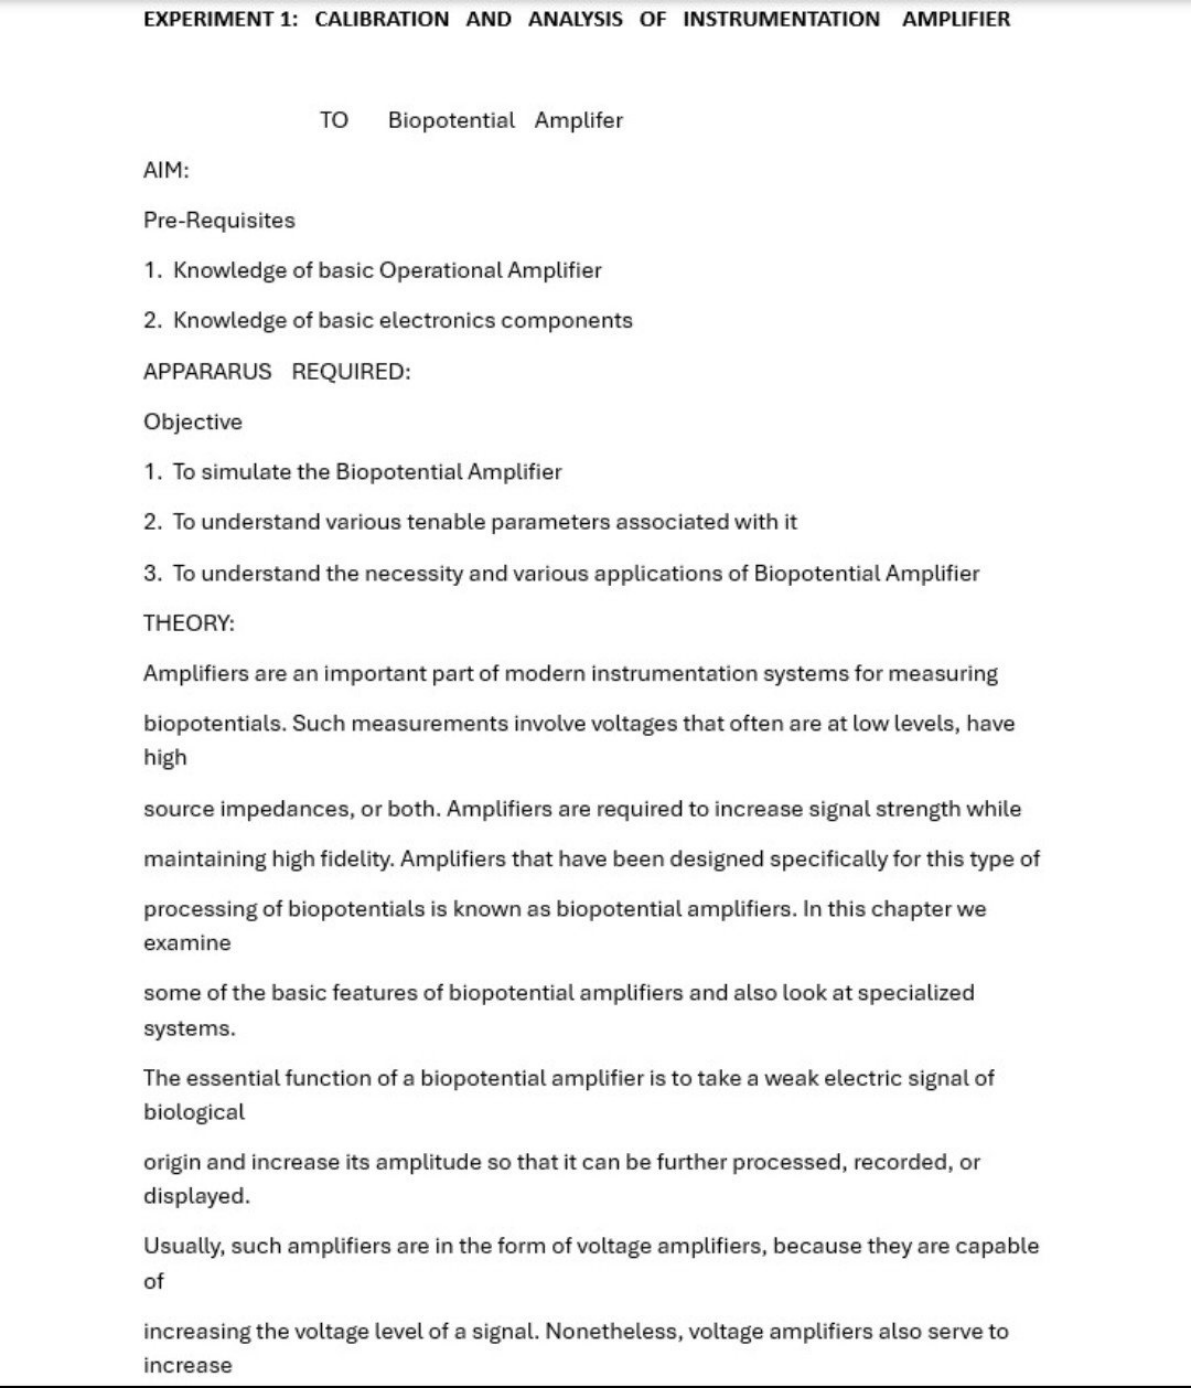 EXPERIMENT 1: CALIBRATION AND ANALYSIS OF INSTRUMENTATION AMPLIFIER
TO Biopotential Amplifer
AIM:
Pre-Requisites
1. Knowledge of basic Operational Amplifier
2. Knowledge of basic electronics components
APPARARUS REQUIRED:
Objective
1. To simulate the Biopotential Amplifier
2. To understand various tenable parameters associated with it
3. To understand the necessity and various applications of Biopotential Amplifier
THEORY:
Amplifiers are an important part of modern instrumentation systems for measuring
biopotentials. Such measurements involve voltages that often are at low levels, have
high
source impedances, or both. Amplifiers are required to increase signal strength while
maintaining high fidelity. Amplifiers that have been designed specifically for this type of
processing of biopotentials is known as biopotential amplifiers. In this chapter we
examine
some of the basic features of biopotential amplifiers and also look at specialized
systems.
The essential function of a biopotential amplifier is to take a weak electric signal of
biological
origin and increase its amplitude so that it can be further processed, recorded, or
displayed.
Usually, such amplifiers are in the form of voltage amplifiers, because they are capable
of
increasing the voltage level of a signal. Nonetheless, voltage amplifiers also serve to
increase